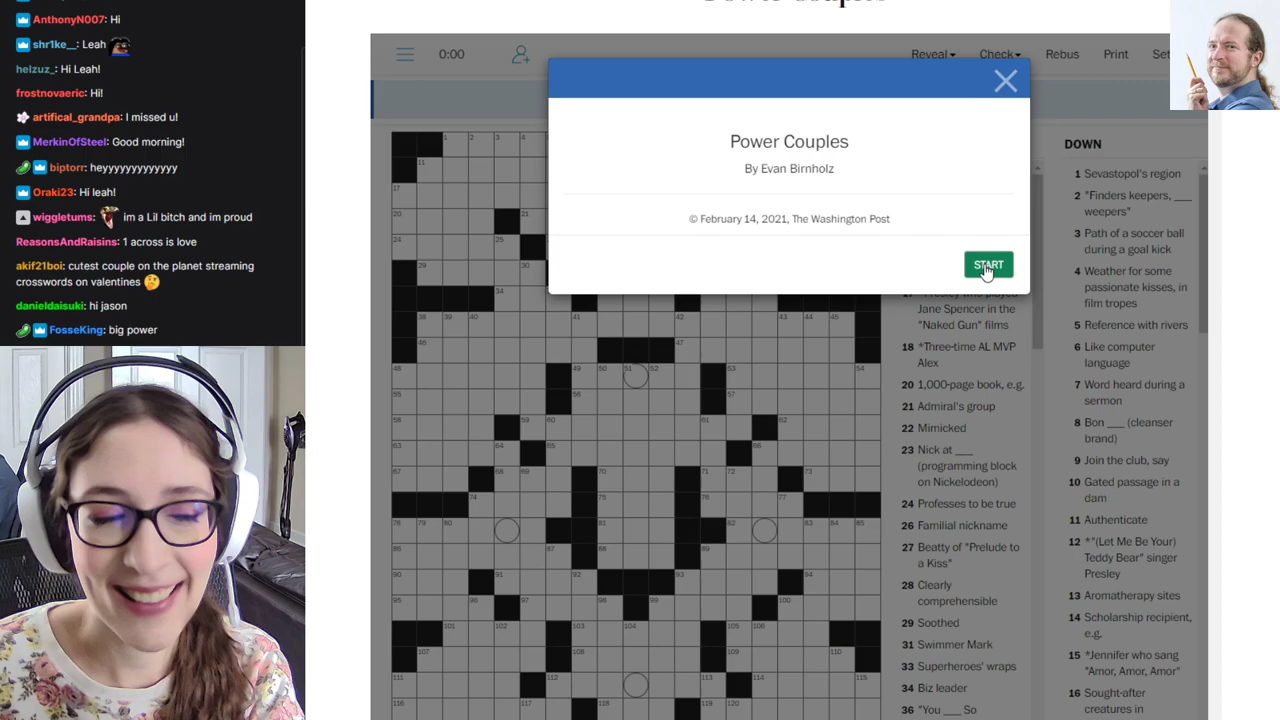 AnthonyN007: Hi
shr1ke__: Leah
helzuz_: Hi Leah!
frostnovaeric: Hi!
artifical_grandpa: I missed u!
MerkinOfSteel: Good morning!
biptorr: heyyyyyyyyyyyyy
Oraki23: Hi leah!
wiggletums: im a Lil bitch and im proud
ReasonsAndRaisins: 1 across is love
akif21boi: cutest couple on the planet streaming
crosswords on valentines
danieldaisuki: hi jason
FosseKing: big power
0:00
Reveal
Check
Rebus
Print
Power Couples
By Evan Birnholz
© February 14, 2021, The Washington Post
START
Jane Spencer in the
"Naked Gun" films
18 *Three-time AL MVP
Alex
20 1,000-page book, e.g.
21 Admiral's group
22 Mimicked
23 Nick at ___
(programming block
on Nickelodeon)
24 Professes to be true
26 Familial nickname
27 Beatty of "Prelude to
a Kiss"
28 Clearly
comprehensible
29 Soothed
31 Swimmer Mark
33 Superheroes' wraps
34 Biz leader
36 "You ___ So
DOWN
1 Sevastopol's region
2 "Finders keepers, ___
weepers"
3 Path of a soccer ball
during a goal kick
4 Weather for some
passionate kisses, in
film tropes
5 Reference with rivers
6 Like computer
language
7 Word heard during a
sermon
8 Bon ___ (cleanser
brand)
9 Join the club, say
10 Gated passage in a
dam
11 Authenticate
12 *"(Let Me Be Your)
Teddy Bear" singer
Presley
13 Aromatherapy sites
14 Scholarship recipient,
e.g.
15 *Jennifer who sang
"Amor, Amor, Amor"
16 Sought-after
creatures in